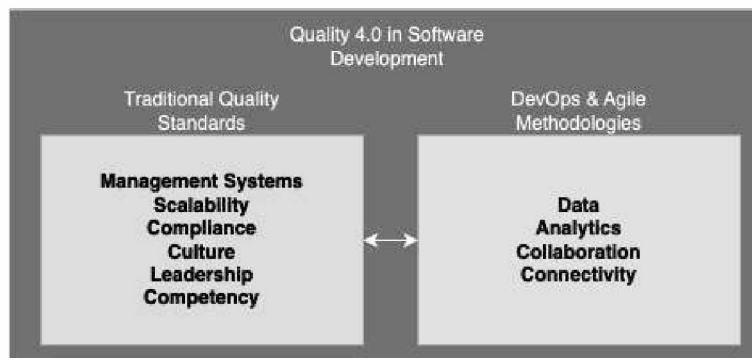 Quality 4.0 in Software
Development
Traditional Quality
Standards
Management Systems
Scalability
Compliance
Culture
Leadership
Competency
DevOps & Agile
Methodologies
Data
Analytics
Collaboration
Connectivity